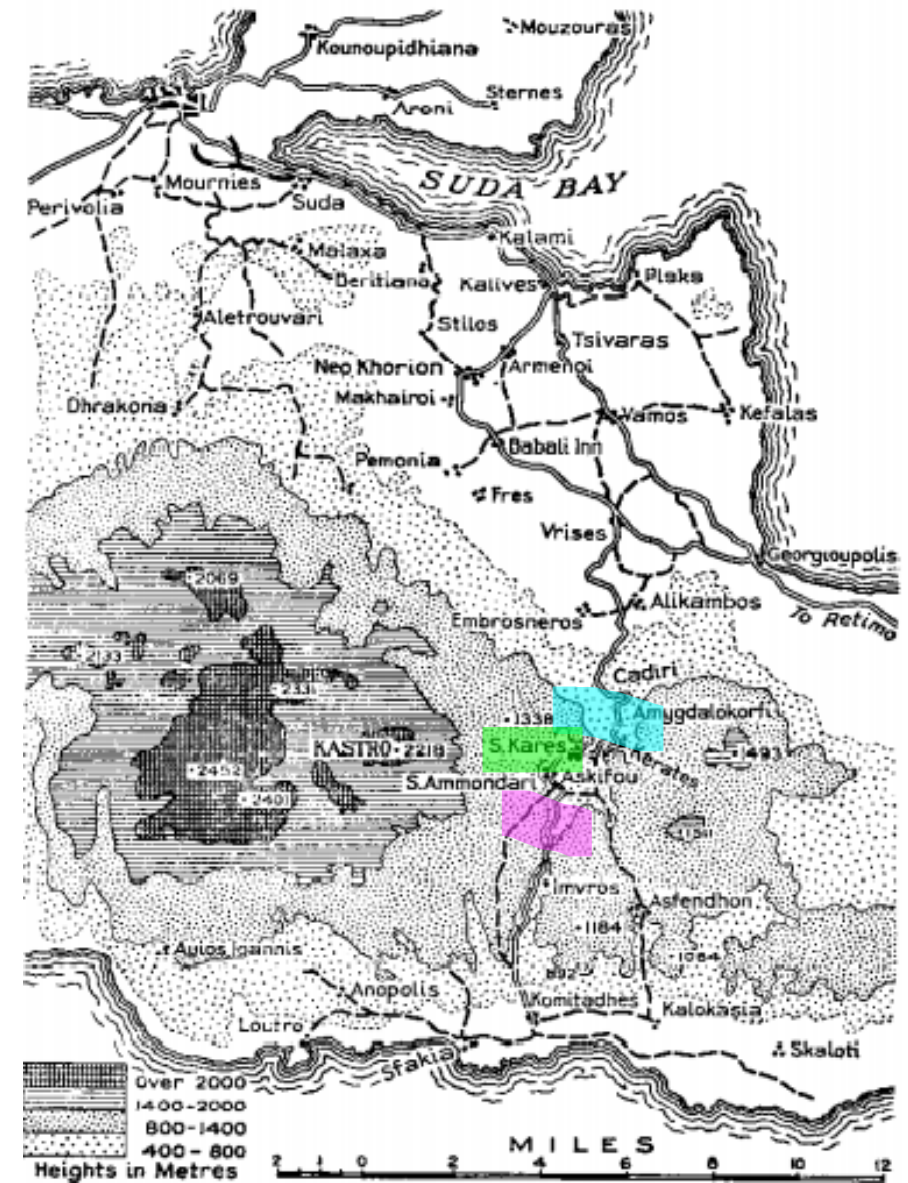 Mouzouras
Kounoupidhiana
Sternes
Aroni
SUDA BAY
Mournies
Perivolia
Suda
Kalami
Malaxa
Plaka
Deritiana
Kalives
Aletrouvari
Stilos
Tsivaras
Neo Khorion
Armenoi
Makhairoi
Dhrakona
Vamos
Kefalas
Babali Inn
Pemonia
Fres
Vrises
Georgioupolis
2069
Alikambos
To Retimo
Embrosneros
2133
Cadiri
2331
Amygdalokorfi
1338
KASTRO 2218
S.Kares
1493
2452
Askifou
S.Ammondari
2401
Imvros
Asfendhon
1184
Aulos Igannis
1084
892
Anopolis
Komitadhes
Kalokasia
Loutro
Skaloti
Sfakia
over 2000
1400-2000
800-1400
400-800
Heights in Metres
MILES
2 1 0 2 4 6 8 10 12